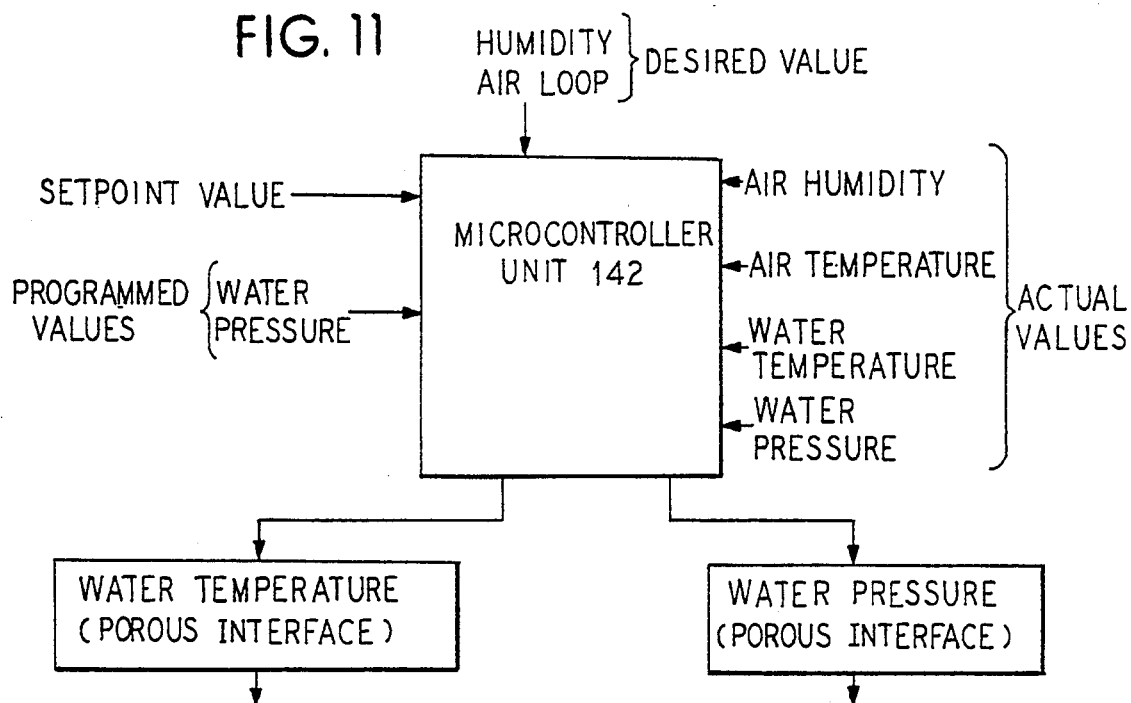 FIG. 11
HUMIDITY
AIR LOOP
DESIRED VALUE
SETPOINT VALUE
PROGRAMMED
VALUES
WATER
PRESSURE
MICROCONTROLLER
UNIT 142
AIR HUMIDITY
AIR TEMPERATURE
WATER
TEMPERATURE
WATER
PRESSURE
ACTUAL
VALUES
WATER TEMPERATURE
(POROUS INTERFACE)
WATER PRESSURE
(POROUS INTERFACE)